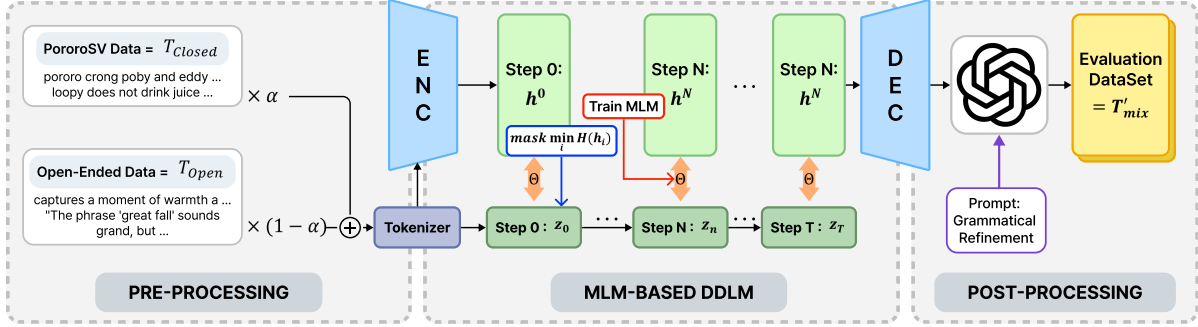 PororoSV Data = T_Closed
pororo crong poby and eddy ...
loopy does not drink juice ...
× α
Open-Ended Data = T_Open
captures a moment of warmth a ...
"The phrase 'great fall' sounds
grand, but ...
× (1 − α)
+
Tokenizer
PRE-PROCESSING
E
N
C
Step 0:
h^0
mask min_i H(h_i)
Θ
Step 0 : z_0
...
Train MLM
Step N:
h^N
Θ
Step N : z_n
...
...
Step N:
h^N
Θ
Step T : z_T
MLM-BASED DDLM
D
E
C
Prompt:
Grammatical
Refinement
Evaluation
DataSet
= T'_mix
POST-PROCESSING